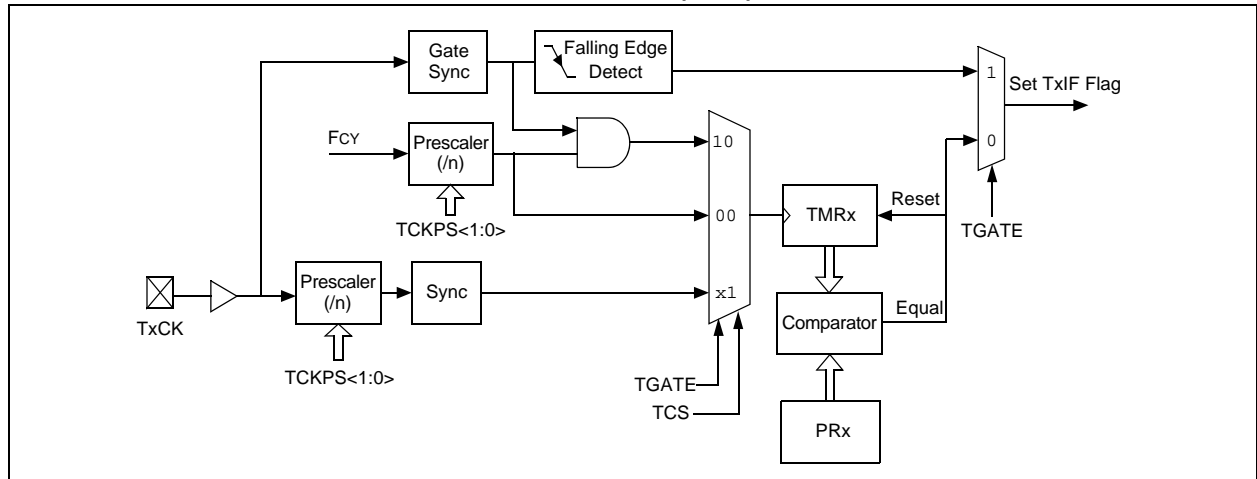 Gate
Sync
Falling Edge
Detect
1
Set TxIF Flag
FCY
Prescaler
(/n)
10
0
TCKPS<1:0>
00
TMRx
Reset
TGATE
Prescaler
(/n)
Sync
x1
TxCK
Comparator
Equal
TCKPS<1:0>
TGATE
TCS
PRx